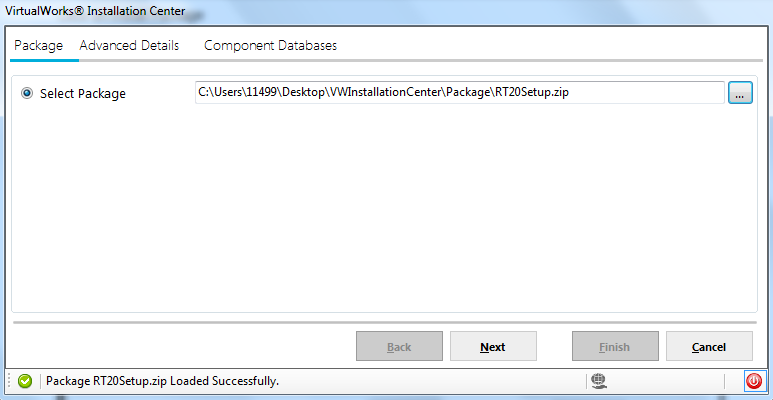 VirtualWorks® Installation Center
Package Advanced Details Component Databases
Select Package C:\Users\11499\Desktop\VWInstallationCenter\Package\RT20Setup.zip ...
Back Next Finish Cancel
Package RT20Setup.zip Loaded Successfully.